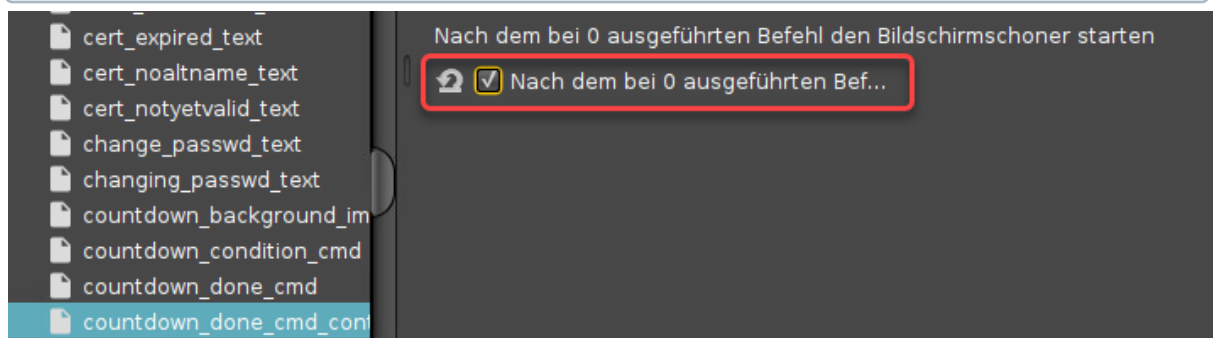 cert_expired_text
cert_noaltname_text
cert_notyetvalid_text
change_passwd_text
changing_passwd_text
countdown_background_im
countdown_condition_cmd
countdown_done_cmd
countdown_done_cmd_cont
Nach dem bei 0 ausgeführten Befehl den Bildschirmschoner starten
Nach dem bei 0 ausgeführten Bef...